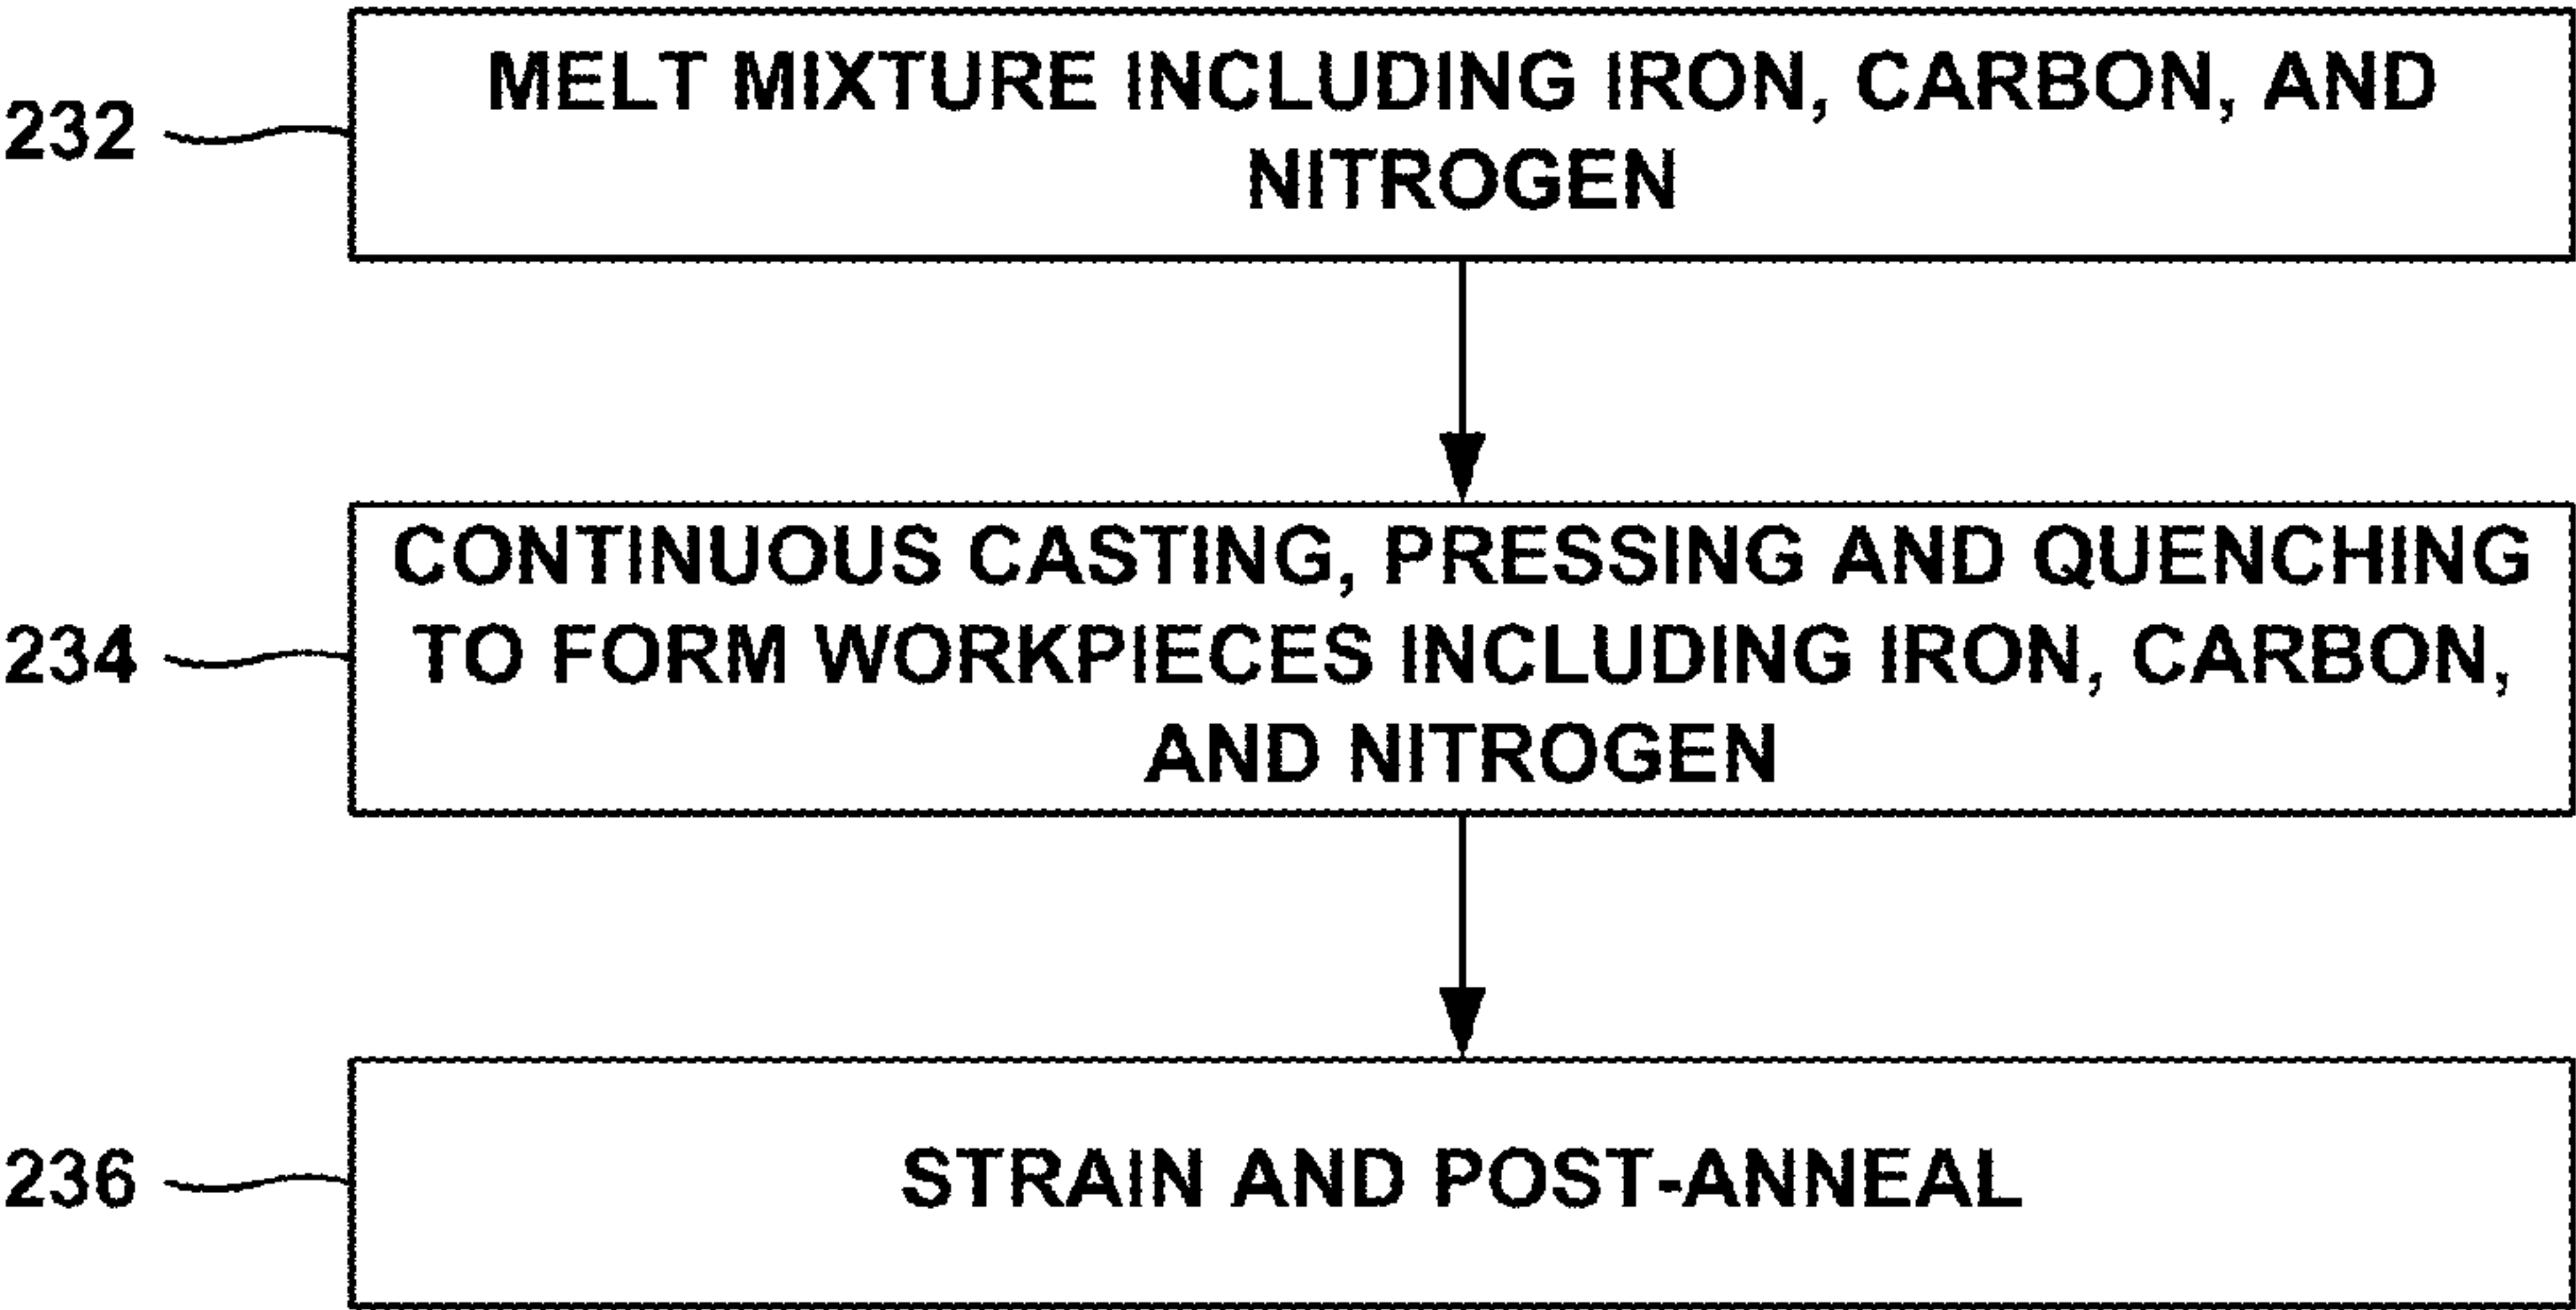 232
MELT MIXTURE INCLUDING IRON, CARBON, AND
NITROGEN
234
CONTINUOUS CASTING, PRESSING AND QUENCHING
TO FORM WORKPIECES INCLUDING IRON, CARBON,
AND NITROGEN
236
STRAIN AND POST-ANNEAL